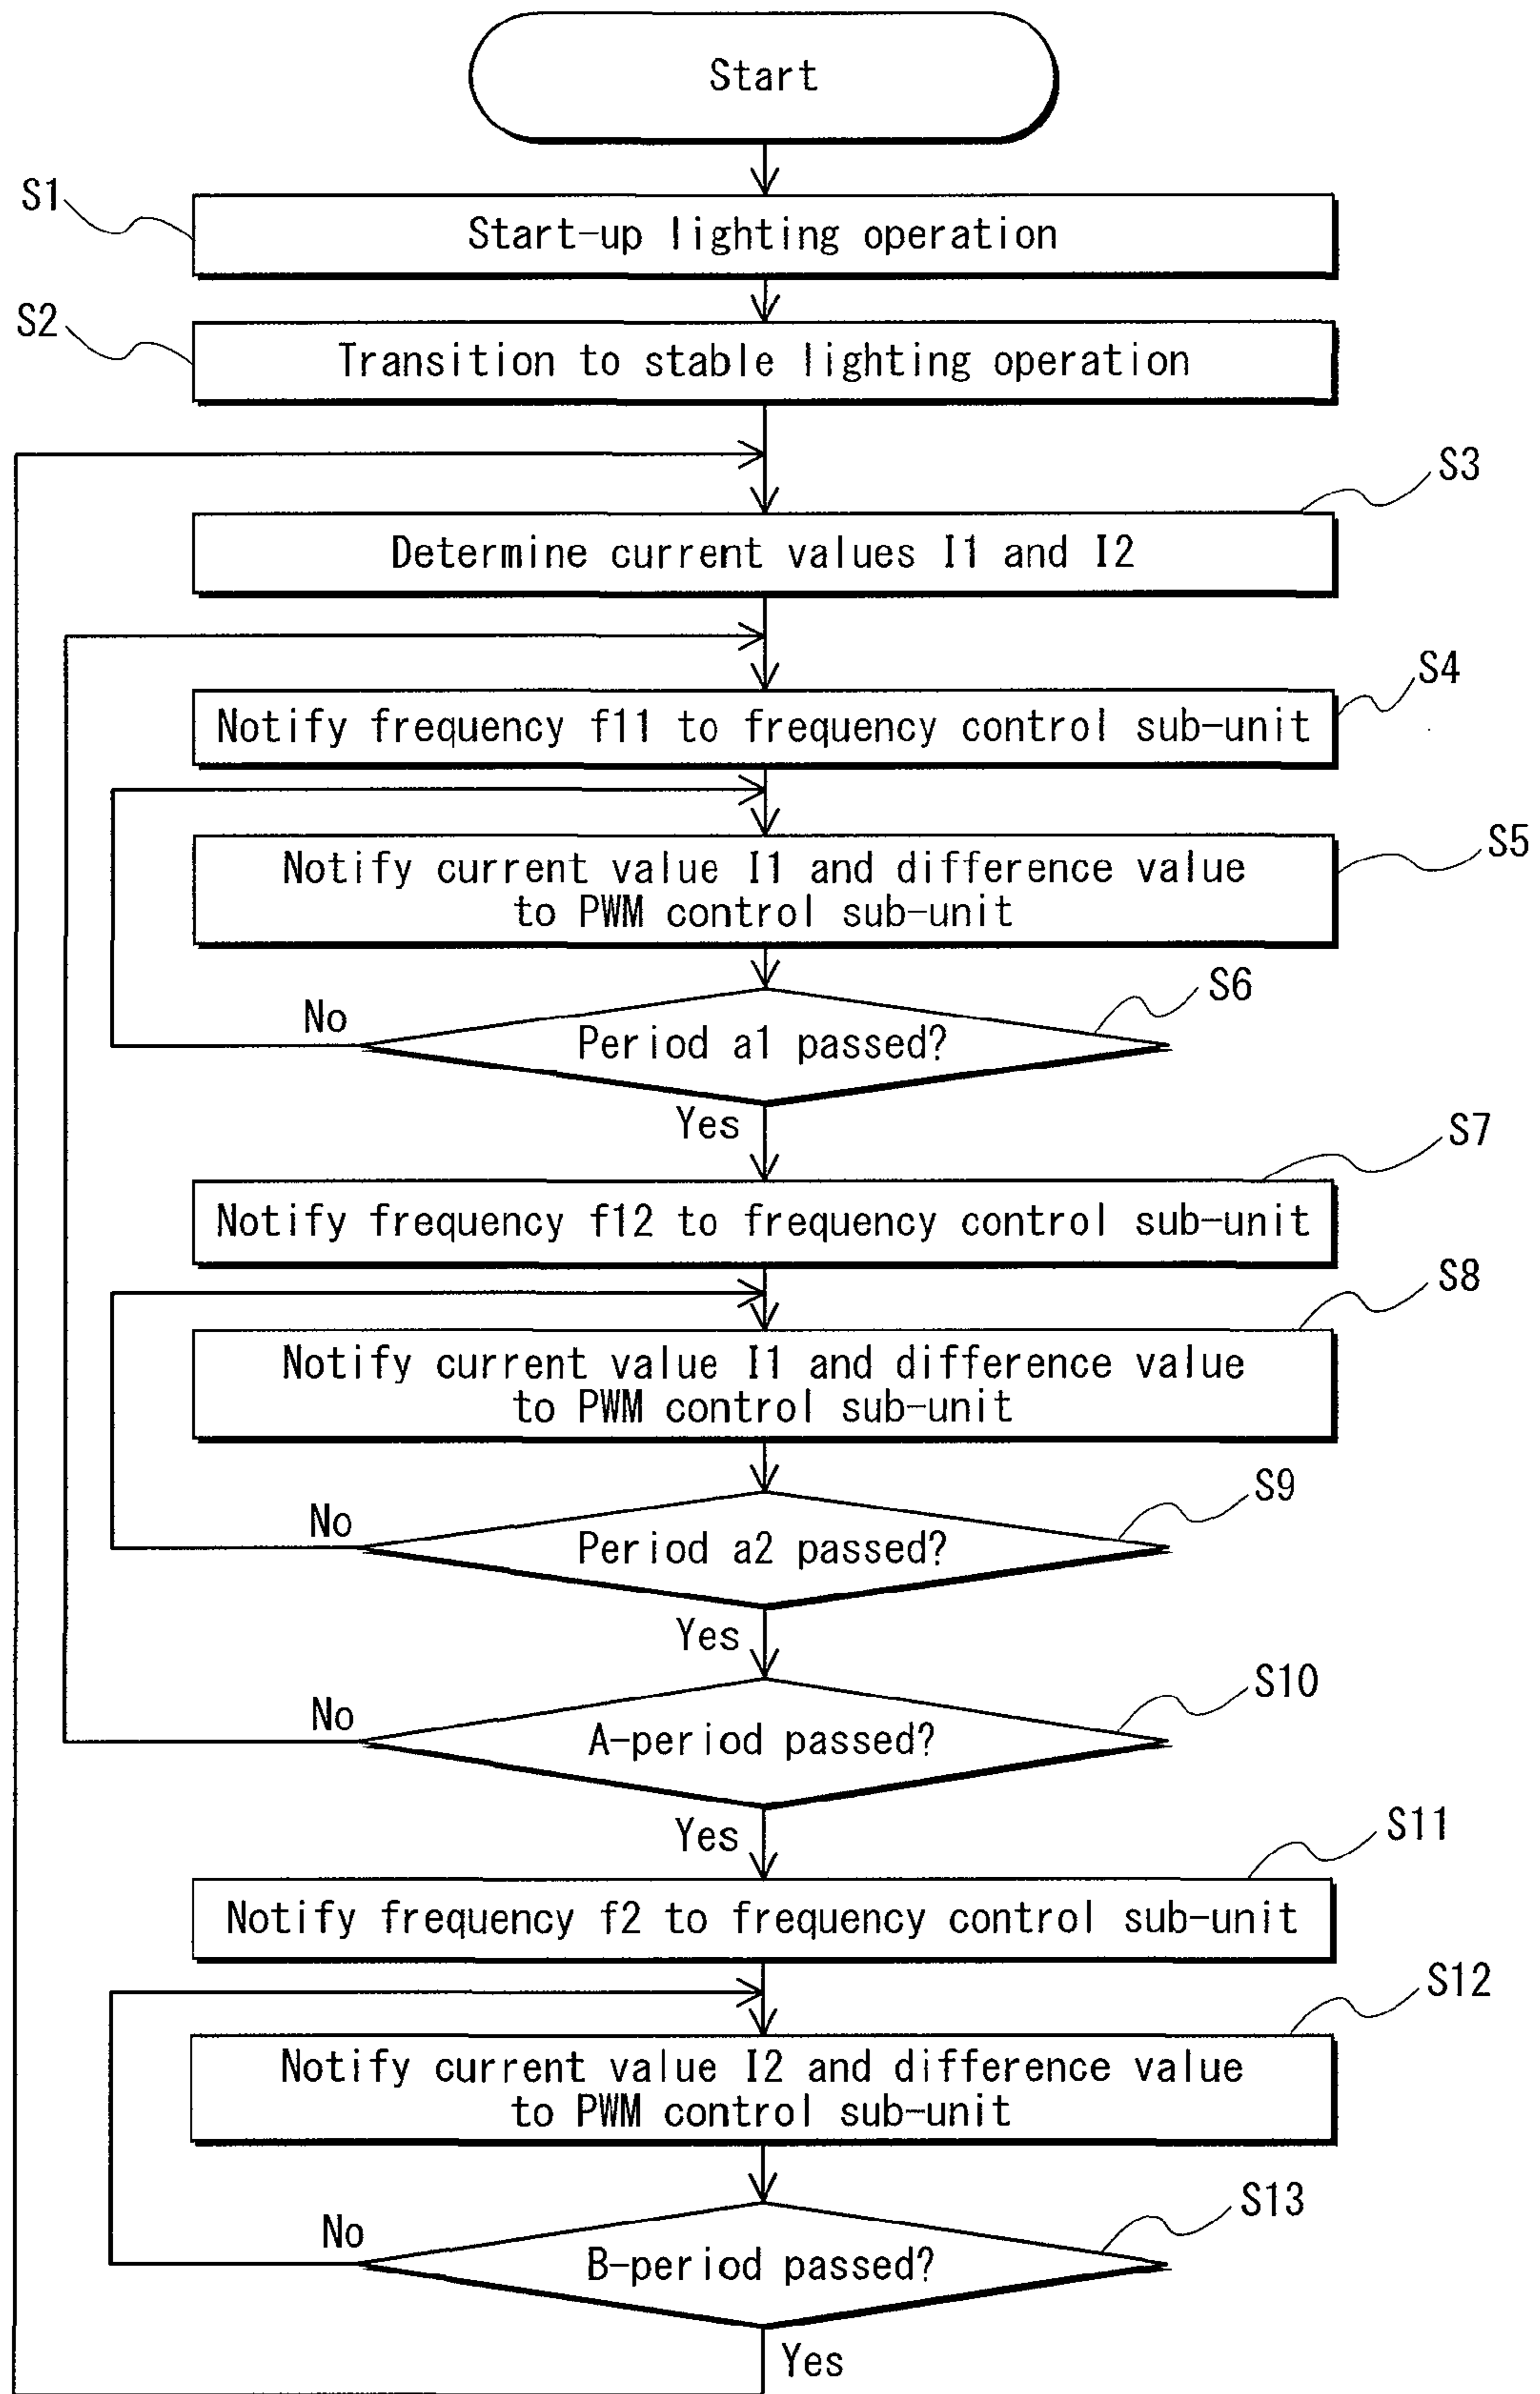 Start
S1
Start-up lighting operation
S2
Transition to stable lighting operation
S3
Determine current values I1 and I2
S4
Notify frequency f11 to frequency control sub-unit
S5
Notify current value I1 and difference value
to PWM control sub-unit
S6
No
Period a1 passed?
Yes
S7
Notify frequency f12 to frequency control sub-unit
S8
Notify current value I1 and difference value
to PWM control sub-unit
S9
No
Period a2 passed?
Yes
S10
No
A-period passed?
Yes
S11
Notify frequency f2 to frequency control sub-unit
S12
Notify current value I2 and difference value
to PWM control sub-unit
S13
No
B-period passed?
Yes